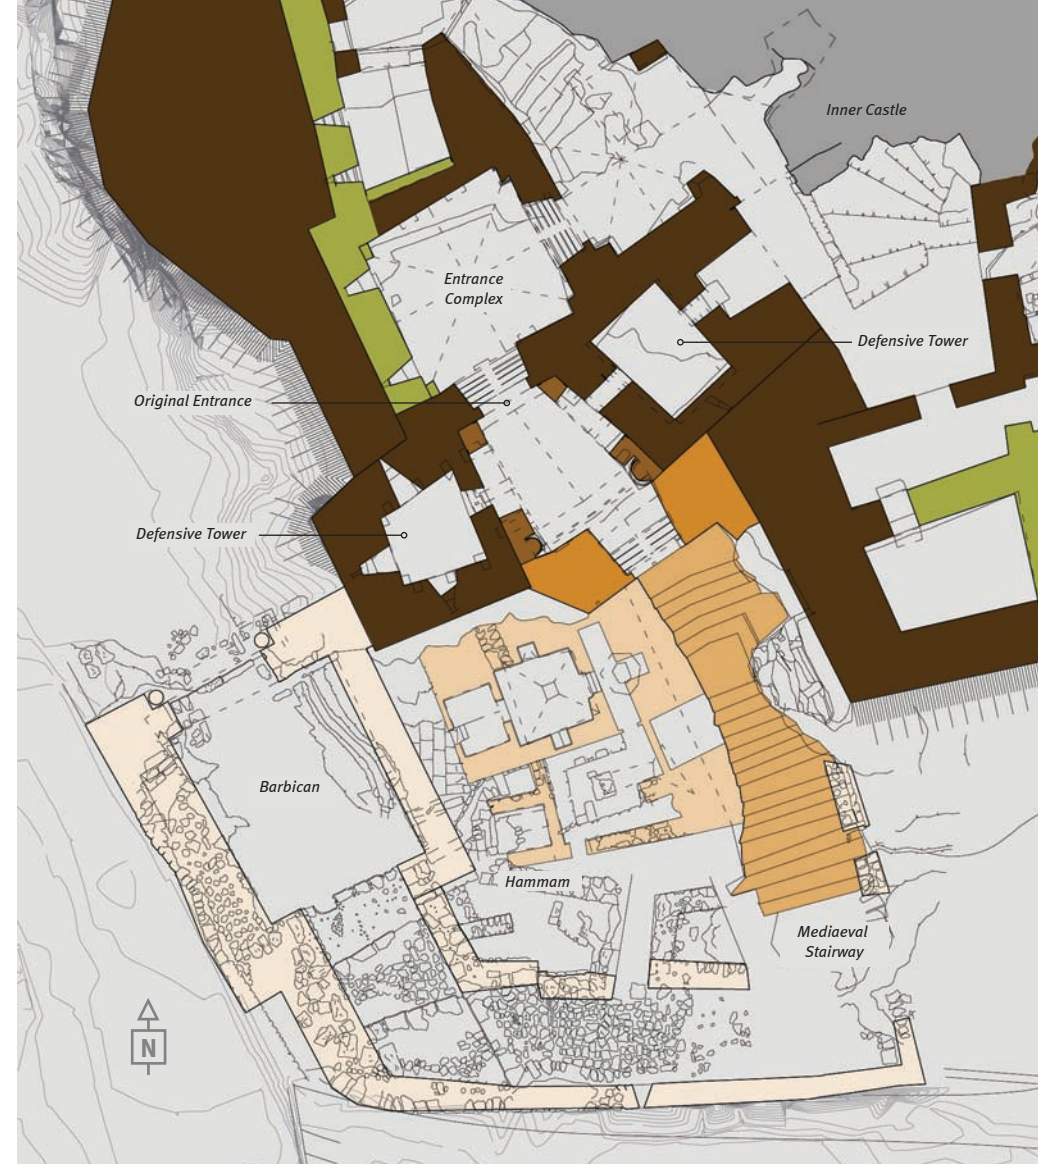 Inner Castle
Entrance
Complex
Defensive Tower
Original Entrance
Defensive Tower
Barbican
Hammam
Mediaeval
Stairway
N